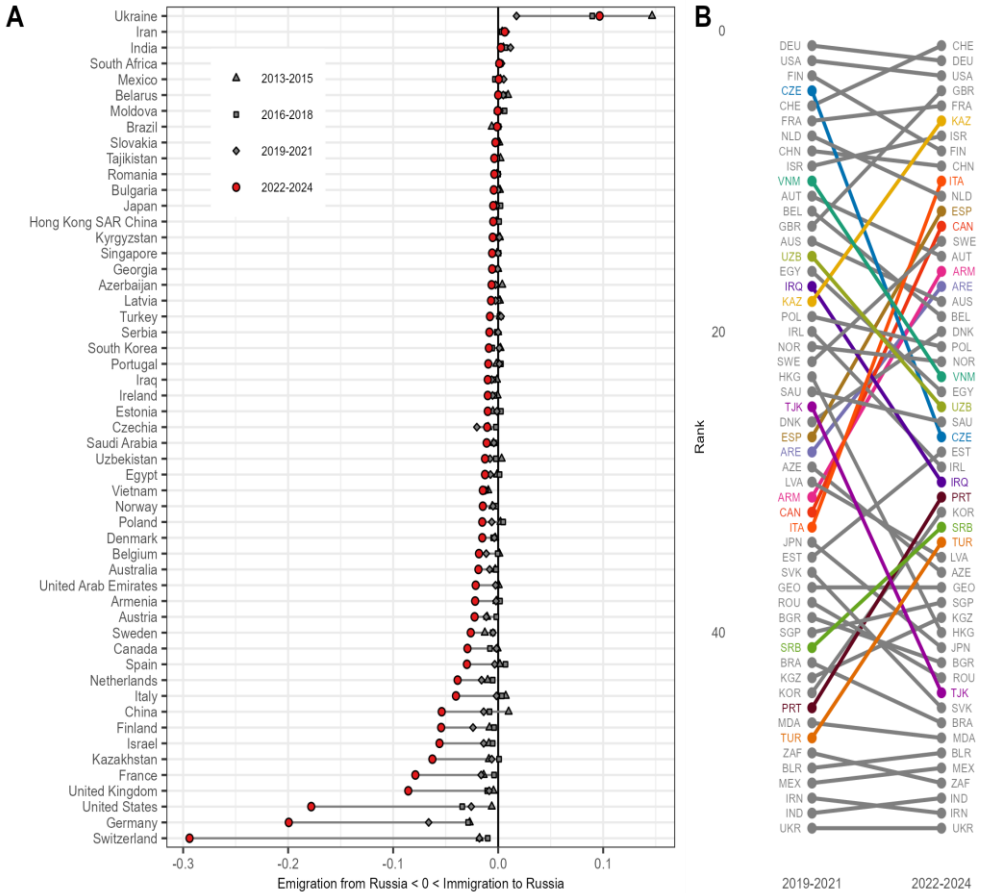 A
Ukraine
Iran
India
South Africa
Mexico
Belarus
Moldova
Brazil
Slovakia
Tajikistan
Romania
Bulgaria
Japan
Hong Kong SAR China
Kyrgyzstan
Singapore
Georgia
Azerbaijan
Latvia
Turkey
Serbia
South Korea
Portugal
Iraq
Ireland
Estonia
Czechia
Saudi Arabia
Uzbekistan
Egypt
Vietnam
Norway
Poland
Denmark
Belgium
Australia
United Arab Emirates
Armenia
Austria
Sweden
Canada
Spain
Netherlands
Italy
China
Finland
Israel
Kazakhstan
France
United Kingdom
United States
Germany
Switzerland
2013-2015
2016-2018
2019-2021
2022-2024
-0.3
-0.2
-0.1
0.0
0.1
Emigration from Russia < 0 < Immigration to Russia
B
0
20
40
Rank
DEU
USA
FIN
CZE
CHE
FRA
NLD
CHN
ISR
VNM
AUT
BEL
GBR
AUS
UZB
EGY
IRQ
KAZ
POL
IRL
NOR
SWE
HKG
SAU
TJK
DNK
ESP
ARE
AZE
LVA
ARM
CAN
ITA
JPN
EST
SVK
GEO
ROU
BGR
SGP
SRB
BRA
KGZ
KOR
PRT
MDA
TUR
ZAF
BLR
MEX
IRN
IND
UKR
CHE
DEU
USA
GBR
FRA
KAZ
ISR
FIN
CHN
ITA
NLD
ESP
CAN
SWE
AUT
ARM
ARE
AUS
BEL
DNK
POL
NOR
VNM
EGY
UZB
SAU
CZE
EST
IRL
IRQ
PRT
KOR
SRB
TUR
LVA
AZE
GEO
SGP
KGZ
HKG
JPN
BGR
ROU
TJK
SVK
BRA
MDA
BLR
MEX
ZAF
IND
IRN
UKR
2019-2021
2022-2024